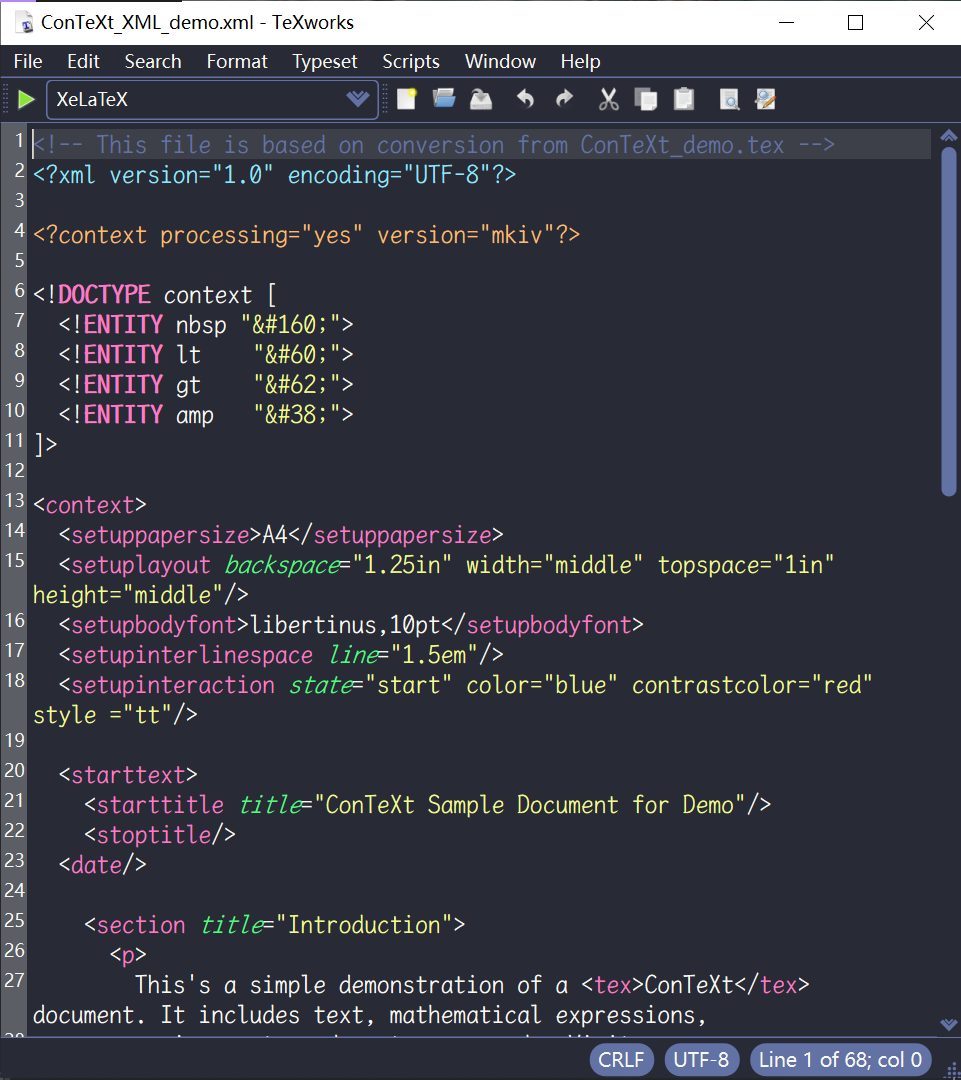 ConTeXt_XML_demo.xml - TeXworks
File Edit Search Format Typeset Scripts Window Help
XeLaTeX
1 <!-- This file is based on conversion from ConTeXt_demo.tex -->
2 <?xml version="1.0" encoding="UTF-8"?>
3
4 <?context processing="yes" version="mkiv"?>
5
6 <!DOCTYPE context [
7 <!ENTITY nbsp "&#160;">
8 <!ENTITY lt "&#60;">
9 <!ENTITY gt "&#62;">
10 <!ENTITY amp "&#38;">
11 ]>
12
13 <context>
14 <setuppapersize>A4</setuppapersize>
15 <setuplayout backspace="1.25in" width="middle" topspace="1in"
height="middle"/>
16 <setupbodyfont>libertinus,10pt</setupbodyfont>
17 <setupinterlinespace line="1.5em"/>
18 <setupinteraction state="start" color="blue" contrastcolor="red"
style ="tt"/>
19
20 <starttext>
21 <starttitle title="ConTeXt Sample Document for Demo"/>
22 <stoptitle/>
23 <date/>
24
25 <section title="Introduction">
26 <p>
27 This's a simple demonstration of a <tex>ConTeXt</tex>
document. It includes text, mathematical expressions,
CRLF UTF-8 Line 1 of 68; col 0